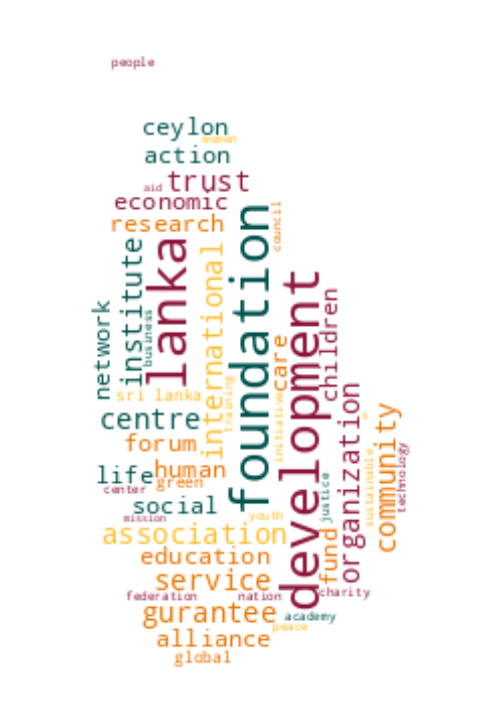 people
ceylon
women
action
aid
trust
economic
research
council
lanka
institute
international
foundation
development
network
business
children
care
sri lanka
training
initiative
centre
organization
community
forum
human
life
green
center
technology
sustainable
justice
social
mission
youth
association
fund
education
service
federation
nation
charity
gurantee
academy
peace
alliance
global